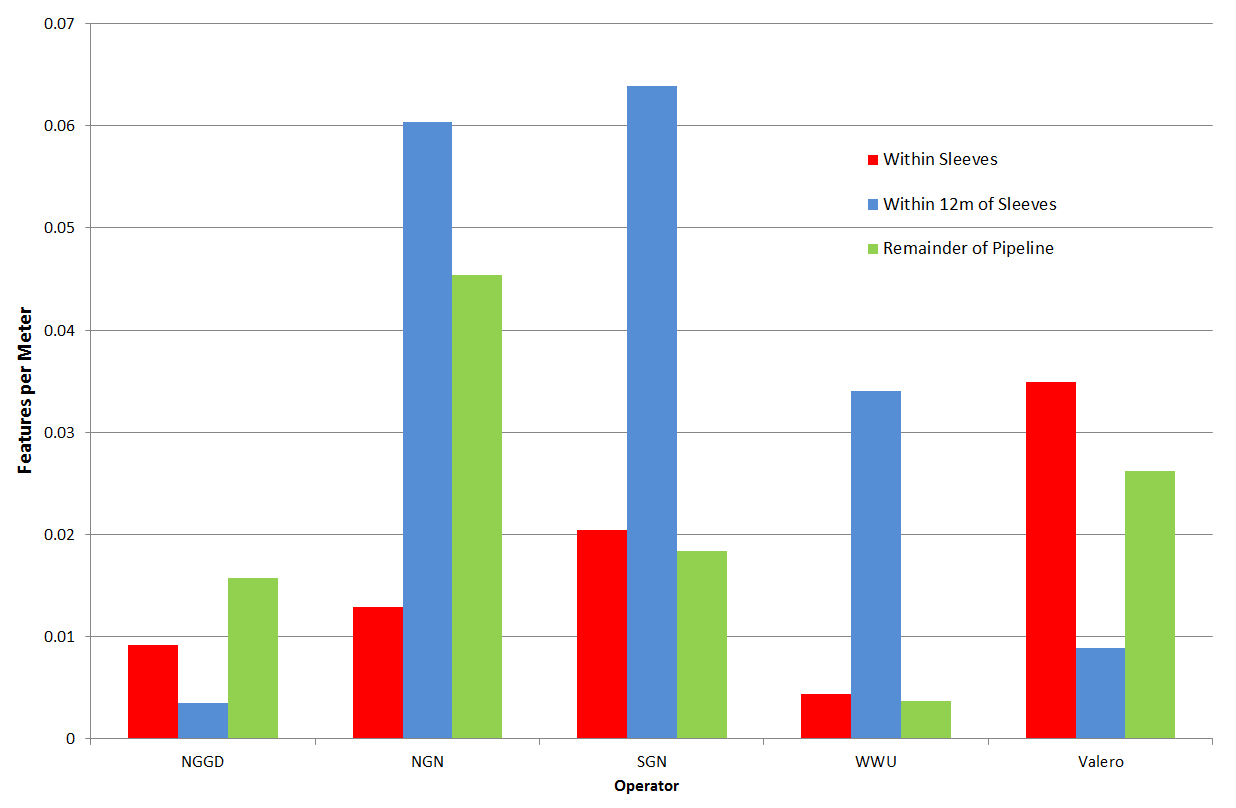 0.07
0.06
0.05
0.04
0.03
0.02
0.01
0
Features per Meter
Within Sleeves
Within 12m of Sleeves
Remainder of Pipeline
NGGD NGN SGN WWU Valero
Operator